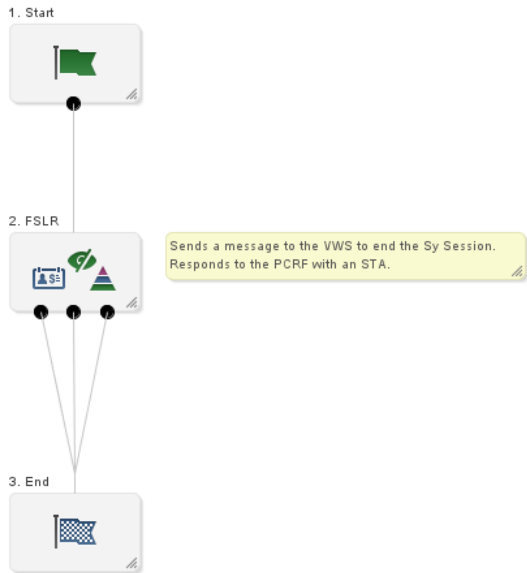 1. Start
2. FSLR
Sends a message to the VWS to end the Sy Session.
Responds to the PCRF with an STA.
$≡
3. End